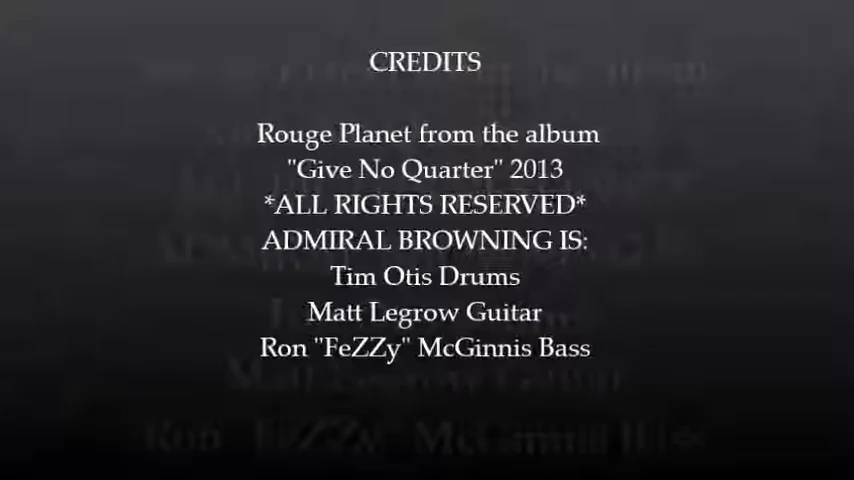 CREDITS
Rouge Planet from the album
"Give No Quarter" 2013
*ALL RIGHTS RESERVED*
ADMIRAL BROWNING IS:
Tim Otis Drums
Matt Legrow Guitar
Ron "FeZZy" McGinnis Bass